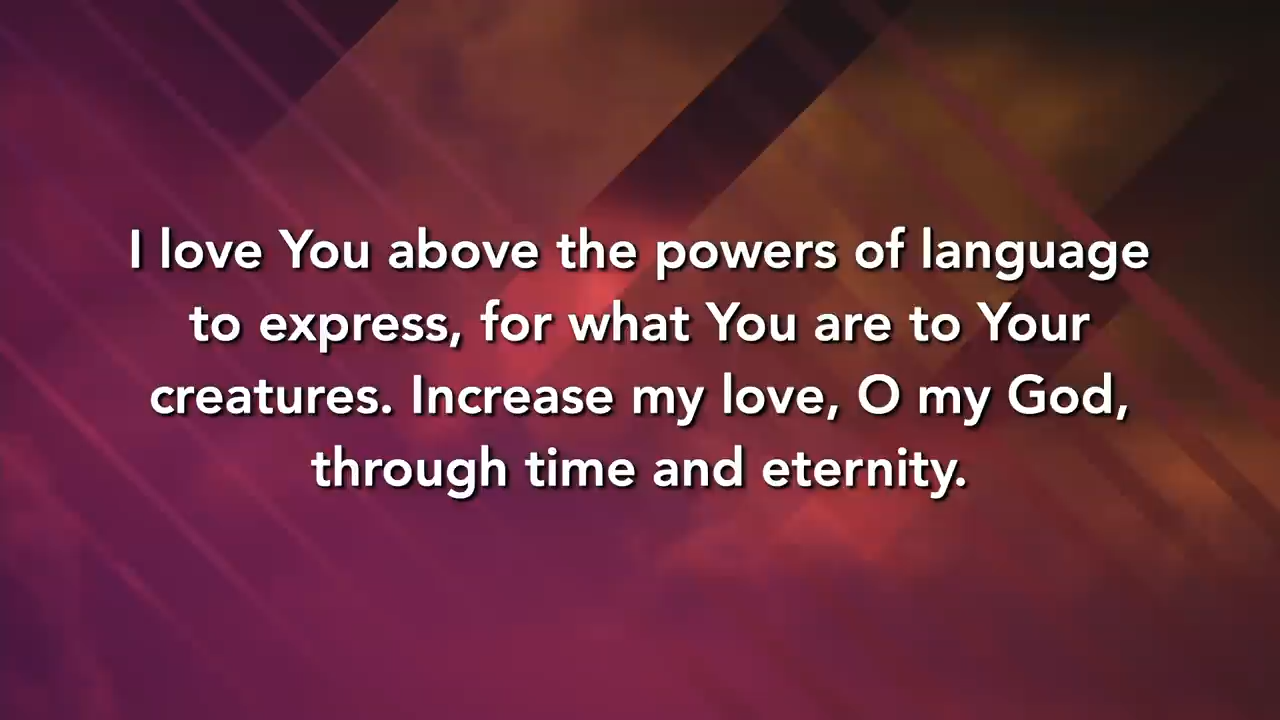 I love You above the powers of language
to express, for what You are to Your
creatures. Increase my love, O my God,
through time and eternity.